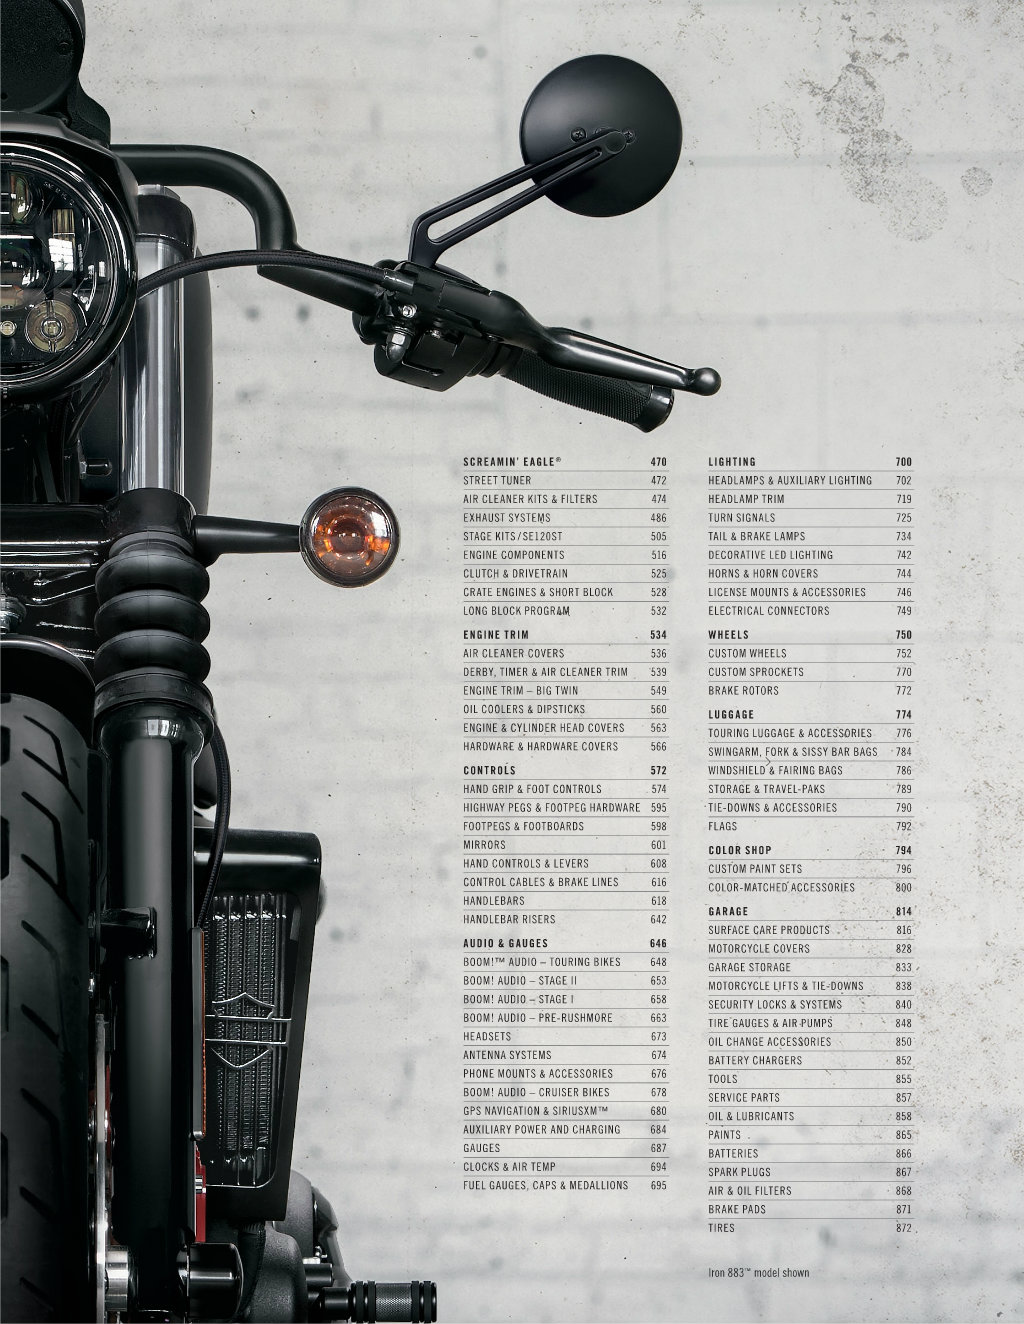 SCREAMIN' EAGLE® 470
STREET TUNER 472
AIR CLEANER KITS & FILTERS 474
EXHAUST SYSTEMS 486
STAGE KITS/SE120ST 505
ENGINE COMPONENTS 516
CLUTCH & DRIVETRAIN 525
CRATE ENGINES & SHORT BLOCK 528
LONG BLOCK PROGRAM 532
ENGINE TRIM 534
AIR CLEANER COVERS 536
DERBY, TIMER & AIR CLEANER TRIM 539
ENGINE TRIM – BIG TWIN 549
OIL COOLERS & DIPSTICKS 560
ENGINE & CYLINDER HEAD COVERS 563
HARDWARE & HARDWARE COVERS 566
CONTROLS 572
HAND GRIP & FOOT CONTROLS 574
HIGHWAY PEGS & FOOTPEG HARDWARE 595
FOOTPEGS & FOOTBOARDS 598
MIRRORS 601
HAND CONTROLS & LEVERS 608
CONTROL CABLES & BRAKE LINES 616
HANDLEBARS 618
HANDLEBAR RISERS 642
AUDIO & GAUGES 646
BOOM!™ AUDIO – TOURING BIKES 648
BOOM! AUDIO – STAGE II 653
BOOM! AUDIO – STAGE I 658
BOOM! AUDIO – PRE-RUSHMORE 663
HEADSETS 673
ANTENNA SYSTEMS 674
PHONE MOUNTS & ACCESSORIES 676
BOOM! AUDIO – CRUISER BIKES 678
GPS NAVIGATION & SIRIUSXM™ 680
AUXILIARY POWER AND CHARGING 684
GAUGES 687
CLOCKS & AIR TEMP 694
FUEL GAUGES, CAPS & MEDALLIONS 695
LIGHTING 700
HEADLAMPS & AUXILIARY LIGHTING 702
HEADLAMP TRIM 719
TURN SIGNALS 725
TAIL & BRAKE LAMPS 734
DECORATIVE LED LIGHTING 742
HORNS & HORN COVERS 744
LICENSE MOUNTS & ACCESSORIES 746
ELECTRICAL CONNECTORS 749
WHEELS 750
CUSTOM WHEELS 752
CUSTOM SPROCKETS 770
BRAKE ROTORS 772
LUGGAGE 774
TOURING LUGGAGE & ACCESSORIES 776
SWINGARM, FORK & SISSY BAR BAGS 784
WINDSHIELD & FAIRING BAGS 786
STORAGE & TRAVEL-PAKS 789
TIE-DOWNS & ACCESSORIES 790
FLAGS 792
COLOR SHOP 794
CUSTOM PAINT SETS 796
COLOR-MATCHED ACCESSORIES 800
GARAGE 814
SURFACE CARE PRODUCTS 816
MOTORCYCLE COVERS 828
GARAGE STORAGE 833
MOTORCYCLE LIFTS & TIE-DOWNS 838
SECURITY LOCKS & SYSTEMS 840
TIRE GAUGES & AIR PUMPS 848
OIL CHANGE ACCESSORIES 850
BATTERY CHARGERS 852
TOOLS 855
SERVICE PARTS 857
OIL & LUBRICANTS 858
PAINTS 865
BATTERIES 866
SPARK PLUGS 867
AIR & OIL FILTERS 868
BRAKE PADS 871
TIRES 872
Iron 883™ model shown